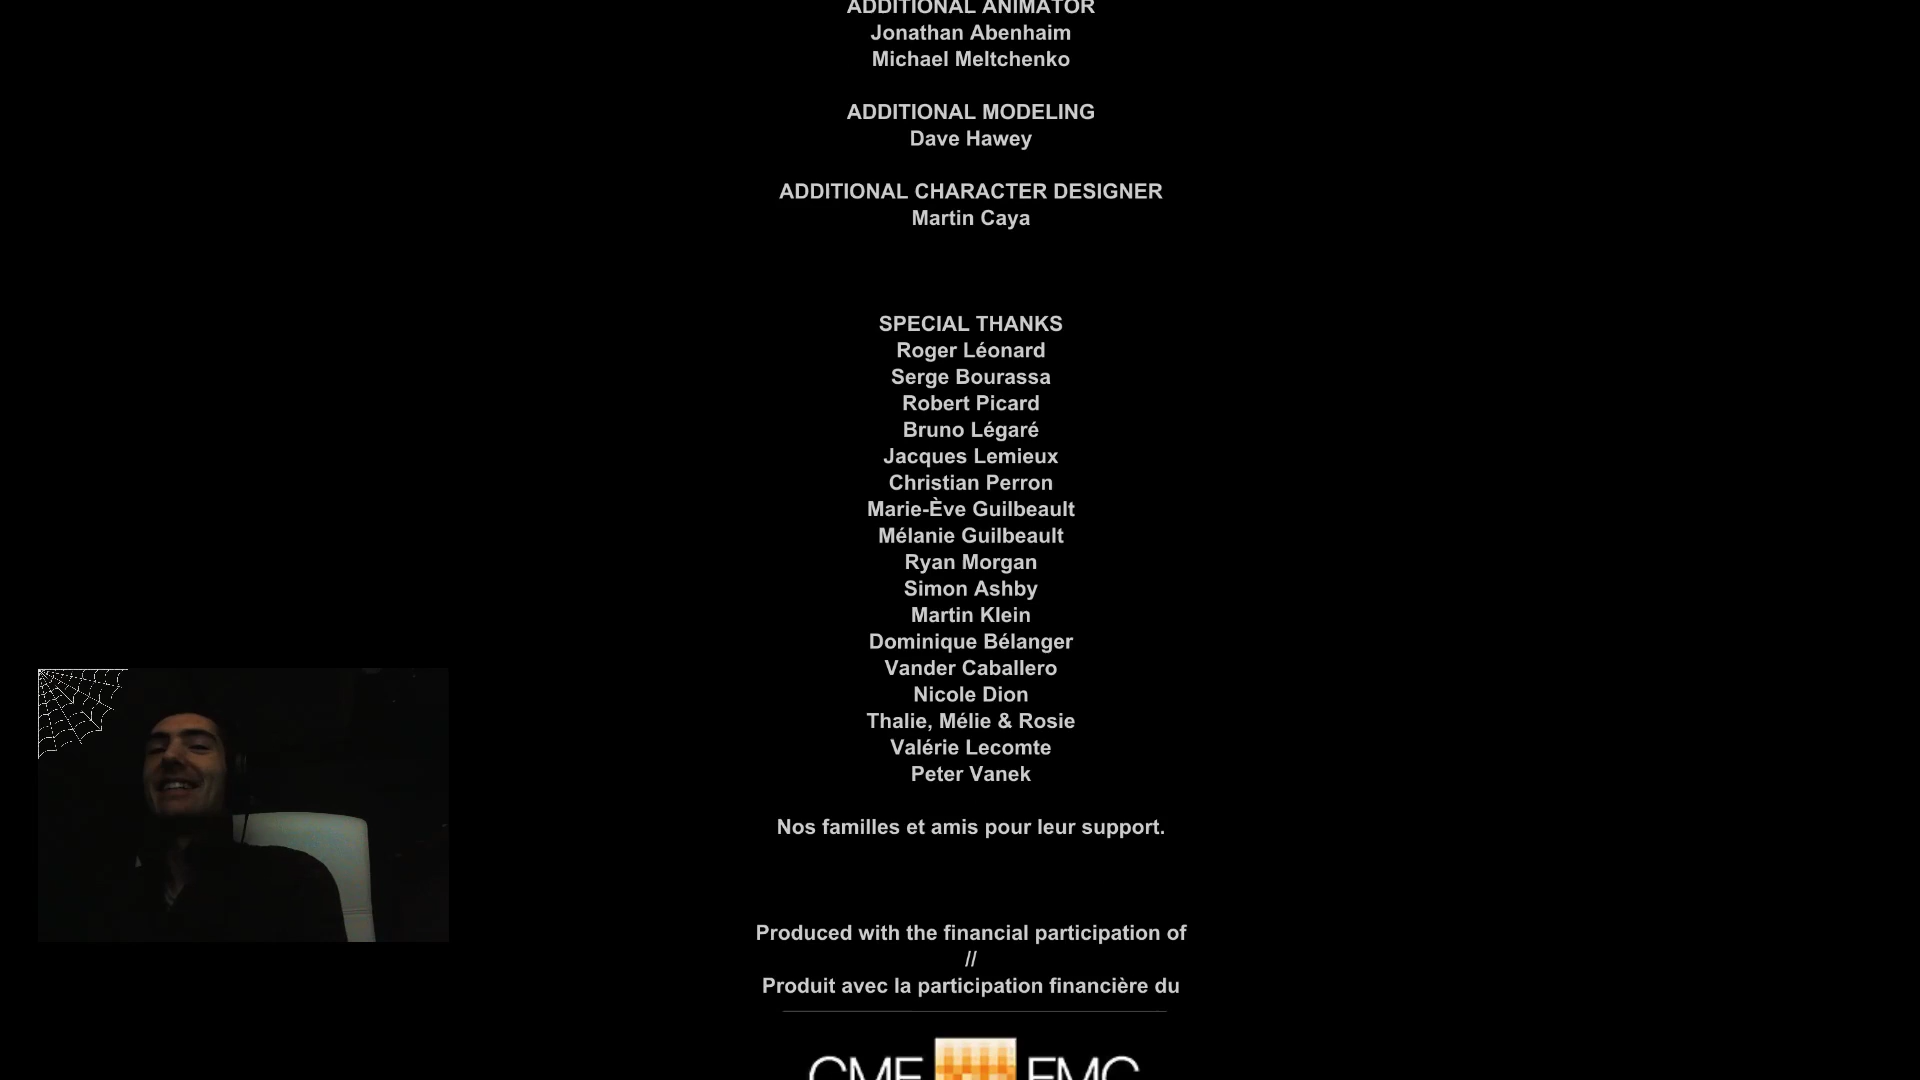 ADDITIONAL ANIMATOR
Jonathan Abenhaim
Michael Meltchenko
ADDITIONAL MODELING
Dave Hawey
ADDITIONAL CHARACTER DESIGNER
Martin Caya
SPECIAL THANKS
Roger Léonard
Serge Bourassa
Robert Picard
Bruno Légaré
Jacques Lemieux
Christian Perron
Marie-Ève Guilbeault
Mélanie Guilbeault
Ryan Morgan
Simon Ashby
Martin Klein
Dominique Bélanger
Vander Caballero
Nicole Dion
Thalie, Mélie & Rosie
Valérie Lecomte
Peter Vanek
Nos familles et amis pour leur support.
Produced with the financial participation of
//
Produit avec la participation financière du
CMF FMC